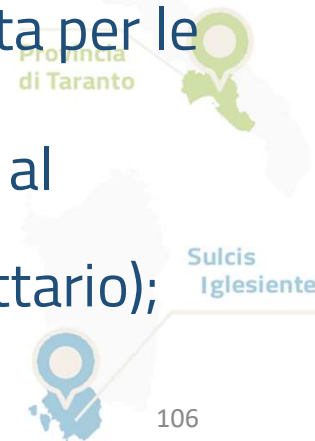 ta per le
Provincia
di Taranto
al
ttario);
Sulcis
Iglesiente
106